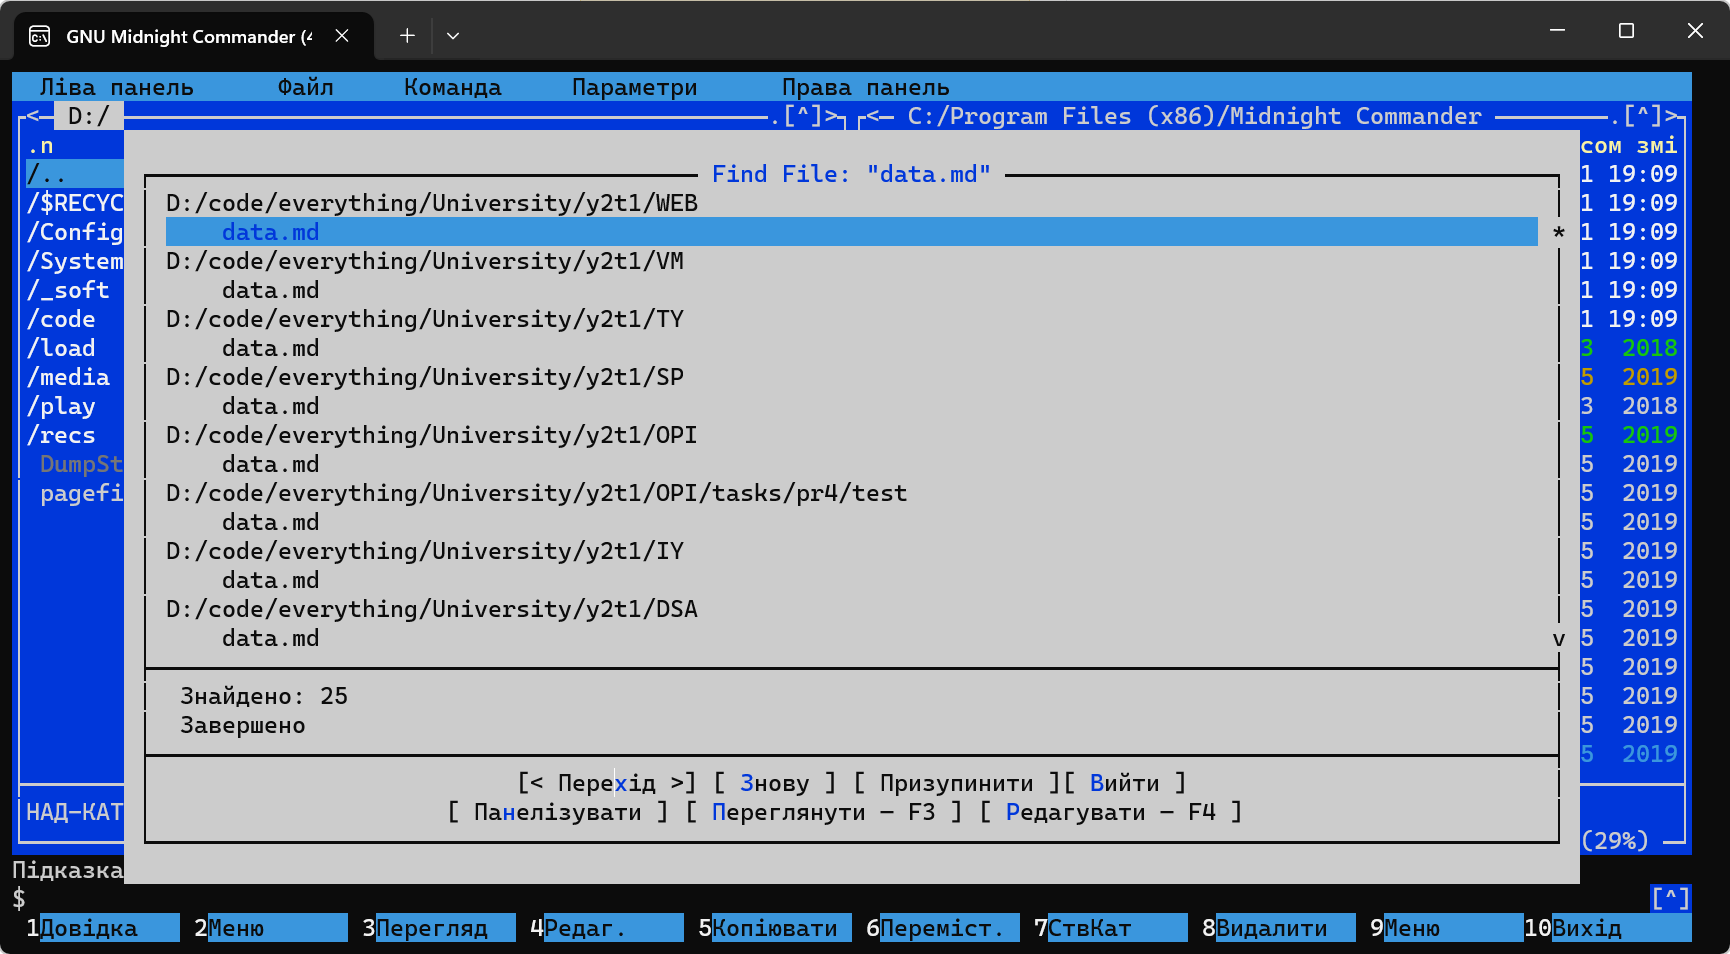 GNU Midnight Commander (4
Ліва панель Файл Команда Параметри Права панель
<─ D:/ .[^]> <─ C:/Program Files (x86)/Midnight Commander .[^]>
.n
сом змі
/..
/$RECYC
/Config
/System
/_soft
/code
/load
/media
/play
/recs
DumpSt
pagefi
Find File: "data.md"
D:/code/everything/University/y2t1/WEB
data.md
D:/code/everything/University/y2t1/VM
data.md
D:/code/everything/University/y2t1/TY
data.md
D:/code/everything/University/y2t1/SP
data.md
D:/code/everything/University/y2t1/OPI
data.md
D:/code/everything/University/y2t1/OPI/tasks/pr4/test
data.md
D:/code/everything/University/y2t1/IY
data.md
D:/code/everything/University/y2t1/DSA
data.md
*
v
Знайдено: 25
Завершено
[< Перехід >] [ Знову ] [ Призупинити ][ Вийти ]
[ Панелізувати ] [ Переглянути – F3 ] [ Редагувати – F4 ]
1 19:09
1 19:09
1 19:09
1 19:09
1 19:09
1 19:09
3 2018
5 2019
3 2018
5 2019
5 2019
5 2019
5 2019
5 2019
5 2019
5 2019
5 2019
5 2019
5 2019
5 2019
5 2019
НАД-КАТ
(29%)
Підказка
$
[^]
1Довідка 2Меню 3Перегляд 4Редаг. 5Копіювати 6Переміст. 7СтвКат 8Видалити 9Меню 10Вихід